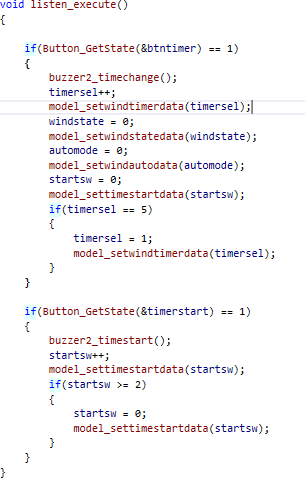 void listen_execute()
{
if(Button_GetState(&btntimer) == 1)
{
buzzer2_timechange();
timersel++;
model_setwindtimerdata(timersel);
windstate = 0;
model_setwindstatedata(windstate);
automode = 0;
model_setwindautodata(automode);
startsw = 0;
model_settimestartdata(startsw);
if(timersel == 5)
{
timersel = 1;
model_setwindtimerdata(timersel);
}
}
if(Button_GetState(&timerstart) == 1)
{
buzzer2_timestart();
startsw++;
model_settimestartdata(startsw);
if(startsw >= 2)
{
startsw = 0;
model_settimestartdata(startsw);
}
}
}